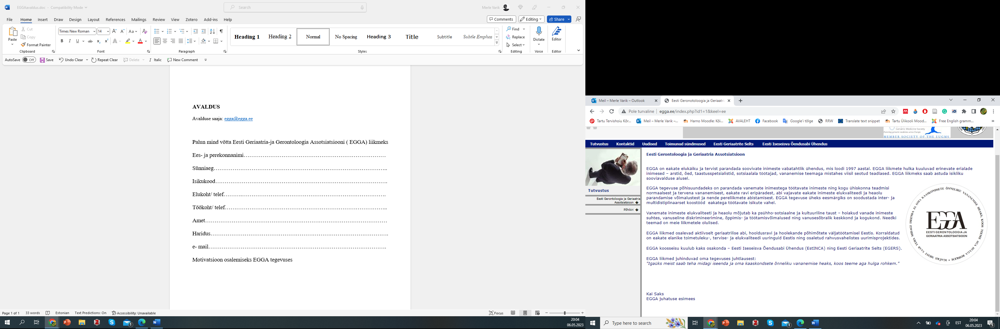 EGGAavaldus.doc - Compatibility Mode
Search
Merle Varik
File Home Insert Draw Design Layout References Mailings Review View Zotero Add-ins Help
Comments Editing Share
Paste Cut Copy Format Painter
Clipboard
Times New Roman 14
Font
Paragraph
Heading 1 Heading 2 Normal No Spacing Heading 3 Title Subtitle Subtle Emphas
Styles
Find Replace Select
Editing
Dictate
Voice
Editor
Editor
AutoSave Off Save Undo Clear Repeat Clear Delete Italic New Comment
AVALDUS
Avalduse saaja: egga@egga.ee
Palun mind võtta Eesti Geriaatria-ja Gerontoloogia Assotsiatsiooni ( EGGA) liikmeks
Ees- ja perekonnanimi…………………………………………………………………
Sünniaeg………………………………………………………………………………..
Isikukood……………………………………………………………………………….
Elukoht/ telef……….………………………………………………………………….
Töökoht/ telef…………………………………………………………………………..
Amet……………………………………………………………………………………
Haridus………………………………………………………………………………….
e- mail………………………………………………………………………………….
Motivatsioon osalemiseks EGGA tegevuses
Page 1 of 1 33 words Estonian Text Predictions: On Accessibility: Unavailable
Focus
20:04
06.05.2023
Meil – Merle Varik – Outlook
Eesti Geronotoloogia ja Geriaatri
Pole turvaline egga.ee/index.php?id1=1&keel=ee
Tartu Tervishoiu Kõr... Meil – Merle Varik –... Harno Moodle: Kõi... AVALEHT Facebook Google'i tõlge RRW Translate text snippet Tartu Ülikooli Mood... Free English gramm...
Geriatric Medicine Society
Fostering geriatric medicine across Europe
MEMBER SOCIETY OF THE EUGMS
Tutvustus Kontaktid Uudised Toimunud sündmused Eesti Geriaatrite Selts Eesti Iseseisva Õendusabi Ühendus
Tutvustus
Eesti Gerontoloogia ja Geriaatria
Assotsiatsioon �
Põhikiri �
Eesti Gerontoloogia ja Geriaatria Assotsiatsioon
EGGA on eakate elukäiku ja tervist parandada soovivate inimeste vabatahtlik ühendus, mis loodi 1997 aastal. EGGA liikmete hulka kuuluvad erinevate erialade
inimesed – arstid, õed, taastusspetsialistid, sotsiaalala töötajad, vananemise teemaga mistahes viisil seotud teadlased. EGGA liikmeks saab astuda isikliku
sooviavalduse alusel.
EGGA tegevuse põhisuundadeks on parandada vanemate inimestega töötavate inimeste ning kogu ühiskonna teadmisi
normaalsest ja tervena vananemisest, eakate ravi eripäradest, abi vajavate eakate inimeste elukvaliteedi ja heaolu
parandamise võimalustest ja nende pereliikmete abistamisest. EGGA tegevuse üheks eesmärgiks on soodustada inter- ja
multidistiplinaarset koostööd eakatega töötavate isikute vahel.
Vanemate inimeste elukvaliteeti ja heaolu mõjutab ka psühho-sotsiaalne ja kultuuriline taust – hoiakud vanade inimeste
suhtes, vanuseline diskrimineerimine, õppimis- ja töötamisvõimalused ning vanusesõbralik keskkond ja kogukond. Needki
teemad on meie liikmetele olulised.
EGGA liikmed osalevad aktiivselt geriaatrilise abi, hooldusravi ja hoolekande põhimõtete väljatöötamisel Eestis. Korraldatud
on eakate elanike toimetuleku-, tervise- ja elukvaliteedi uuringuid Eestis ning osaletud rahvusvahelistes uurimisprojektides.
EGGA koosseisu kuulub kaks osakonda – Eesti Iseseisva Õendusabi Ühendus (EstINCA) ning Eesti Geriaatrite Selts (EGERS).
EGGA liikmed juhinduvad oma tegevuses juhtlausest:
"Igaüks meist saab teha midagi iseenda ja oma kaaskondsete õnneliku vananemise heaks, koos teeme aga hulga rohkem."
IGAÜKS MEIST SAAB TEHA MIDAGI ISEENDA JA OMA KAASKONDSETE ÕNNELIKU VANANEMISE HEAKS, KOOS TEEME AGA HULGA ROHKEM •
EGGA
EESTI GERONTOLOOGIA JA
GERIAATRIA ASSOTSIATSIOON
Kai Saks
EGGA juhatuse esimees
Type here to search
EST
20:04
06.05.2023